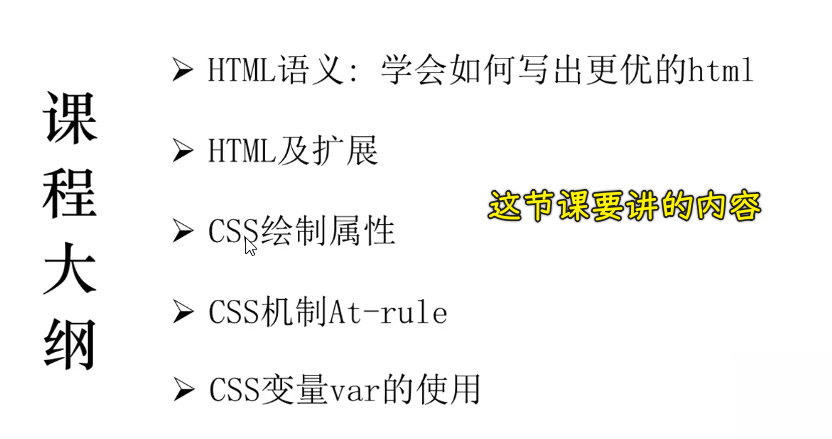 课程大纲
➢ HTML语义: 学会如何写出更优的html
➢ HTML及扩展
这节课要讲的内容
➢ CSS绘制属性
➢ CSS机制At-rule
➢ CSS变量var的使用